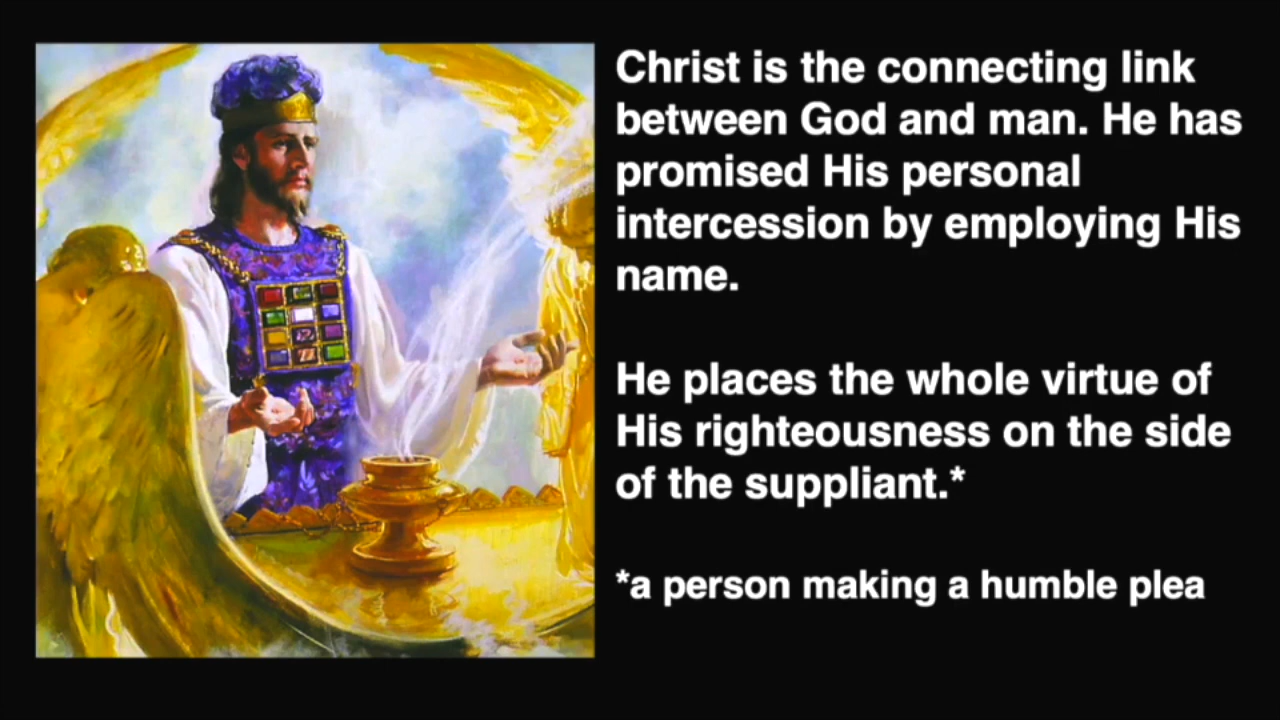 Christ is the connecting link
between God and man. He has
promised His personal
intercession by employing His
name.
He places the whole virtue of
His righteousness on the side
of the suppliant.*
*a person making a humble plea